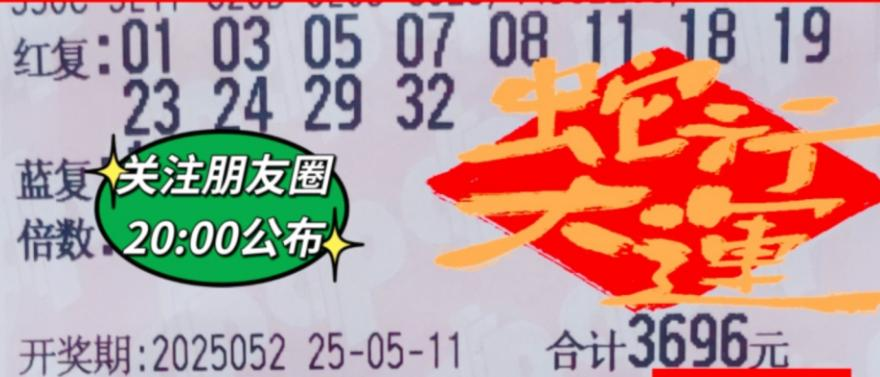 红复:01 03 05 07 08 11 18 19
23 24 29 32
蓝复:
倍数:
关注朋友圈
20:00公布
蛇行
大運
开奖期:2025052 25-05-11
合计3696元